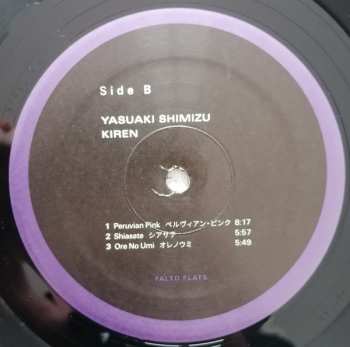 Side B
YASUAKI SHIMIZU
KIREN
1 Peruvian Pink ペルヴィアン・ピンク 8:17
2 Shiasate シアサテ 5:57
3 Ore No Umi オレノウミ 5:49
PALTO FLATS